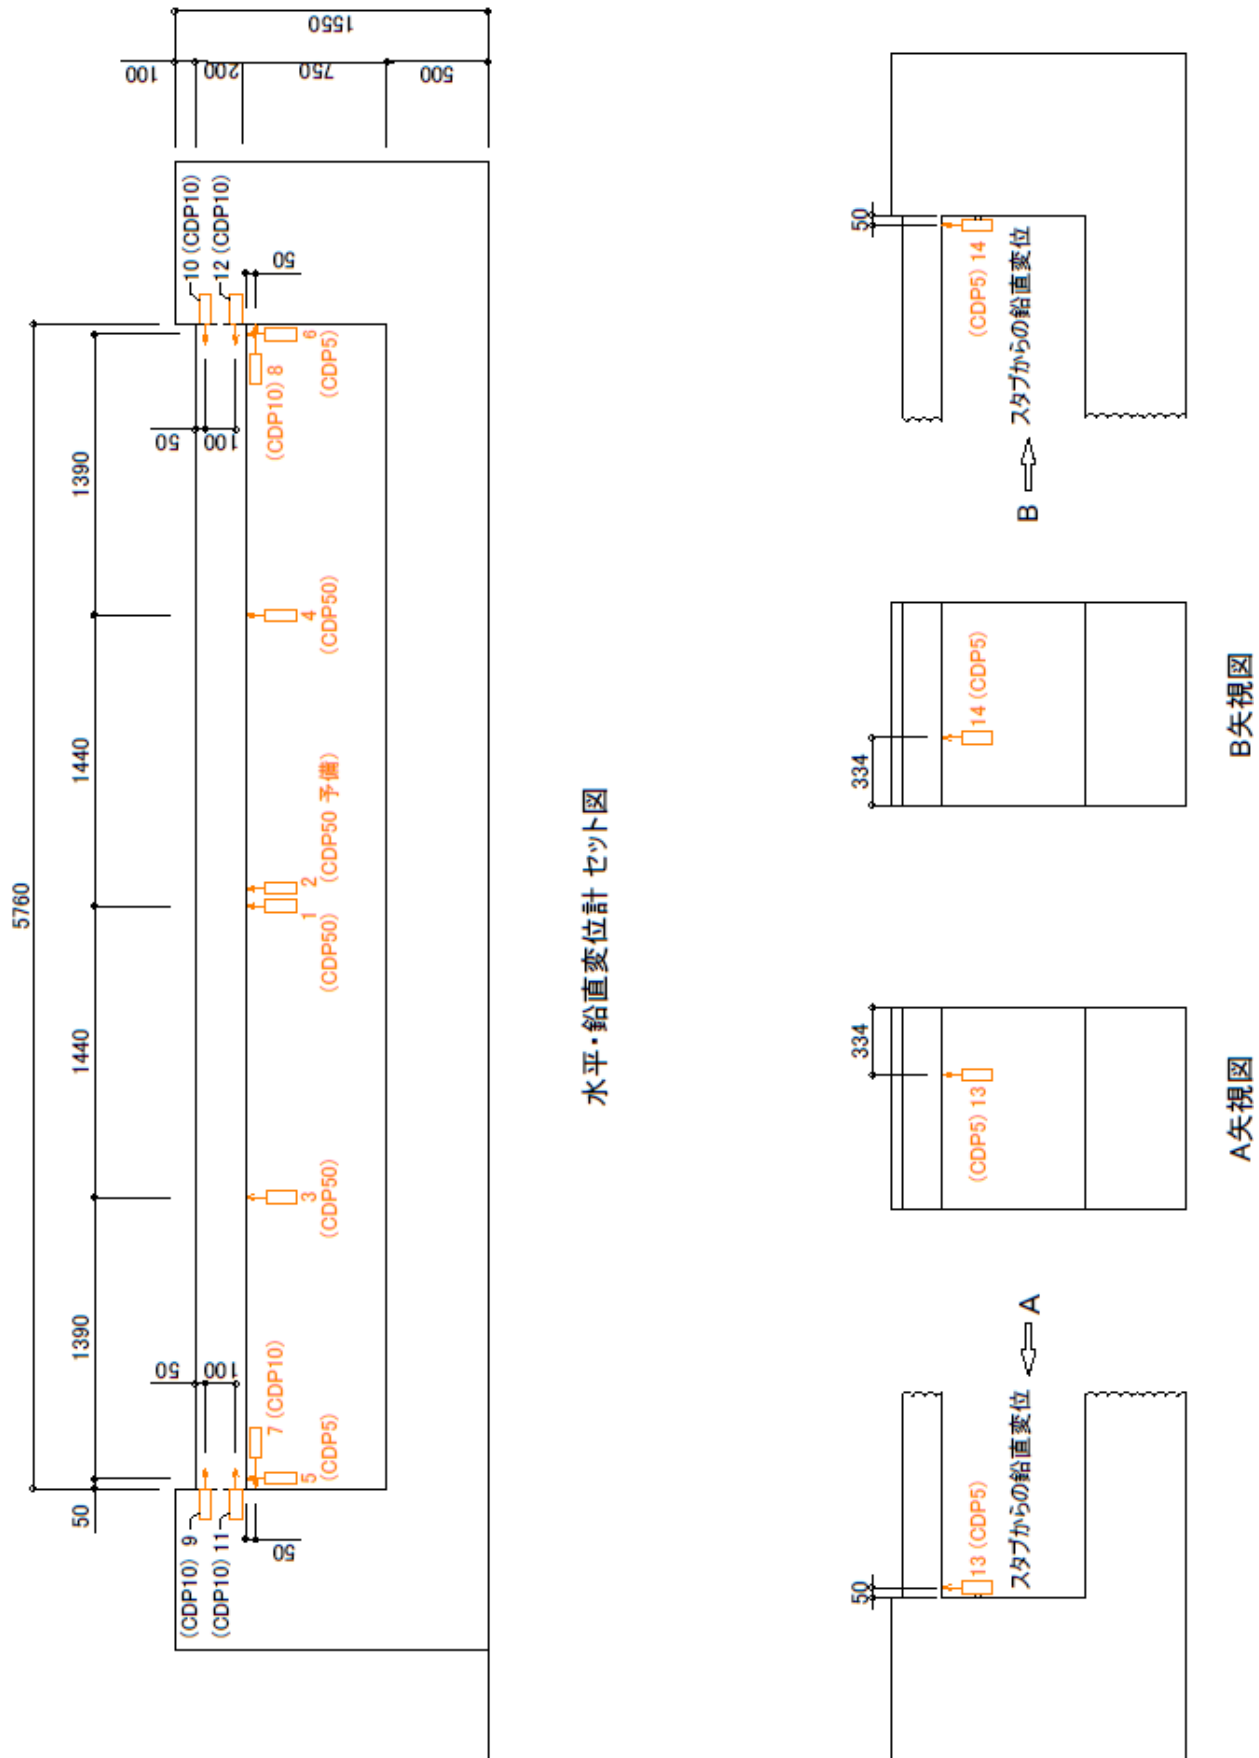 5760
50
1390
1440
1440
1390
50
100
50
100
100
200
750
500
1550
(CDP10) 9
(CDP10) 11
10 (CDP10)
12 (CDP10)
50
50
7 (CDP10)
5
(CDP5)
3
(CDP50)
1
(CDP50)
2
(CDP50 予備)
4
(CDP50)
(CDP10) 8
6
(CDP5)
水平・鉛直変位計 セット図
50
13 (CDP5)
スタブからの鉛直変位
A
334
(CDP5) 13
A矢視図
334
14 (CDP5)
B矢視図
B
50
(CDP5) 14
スタブからの鉛直変位